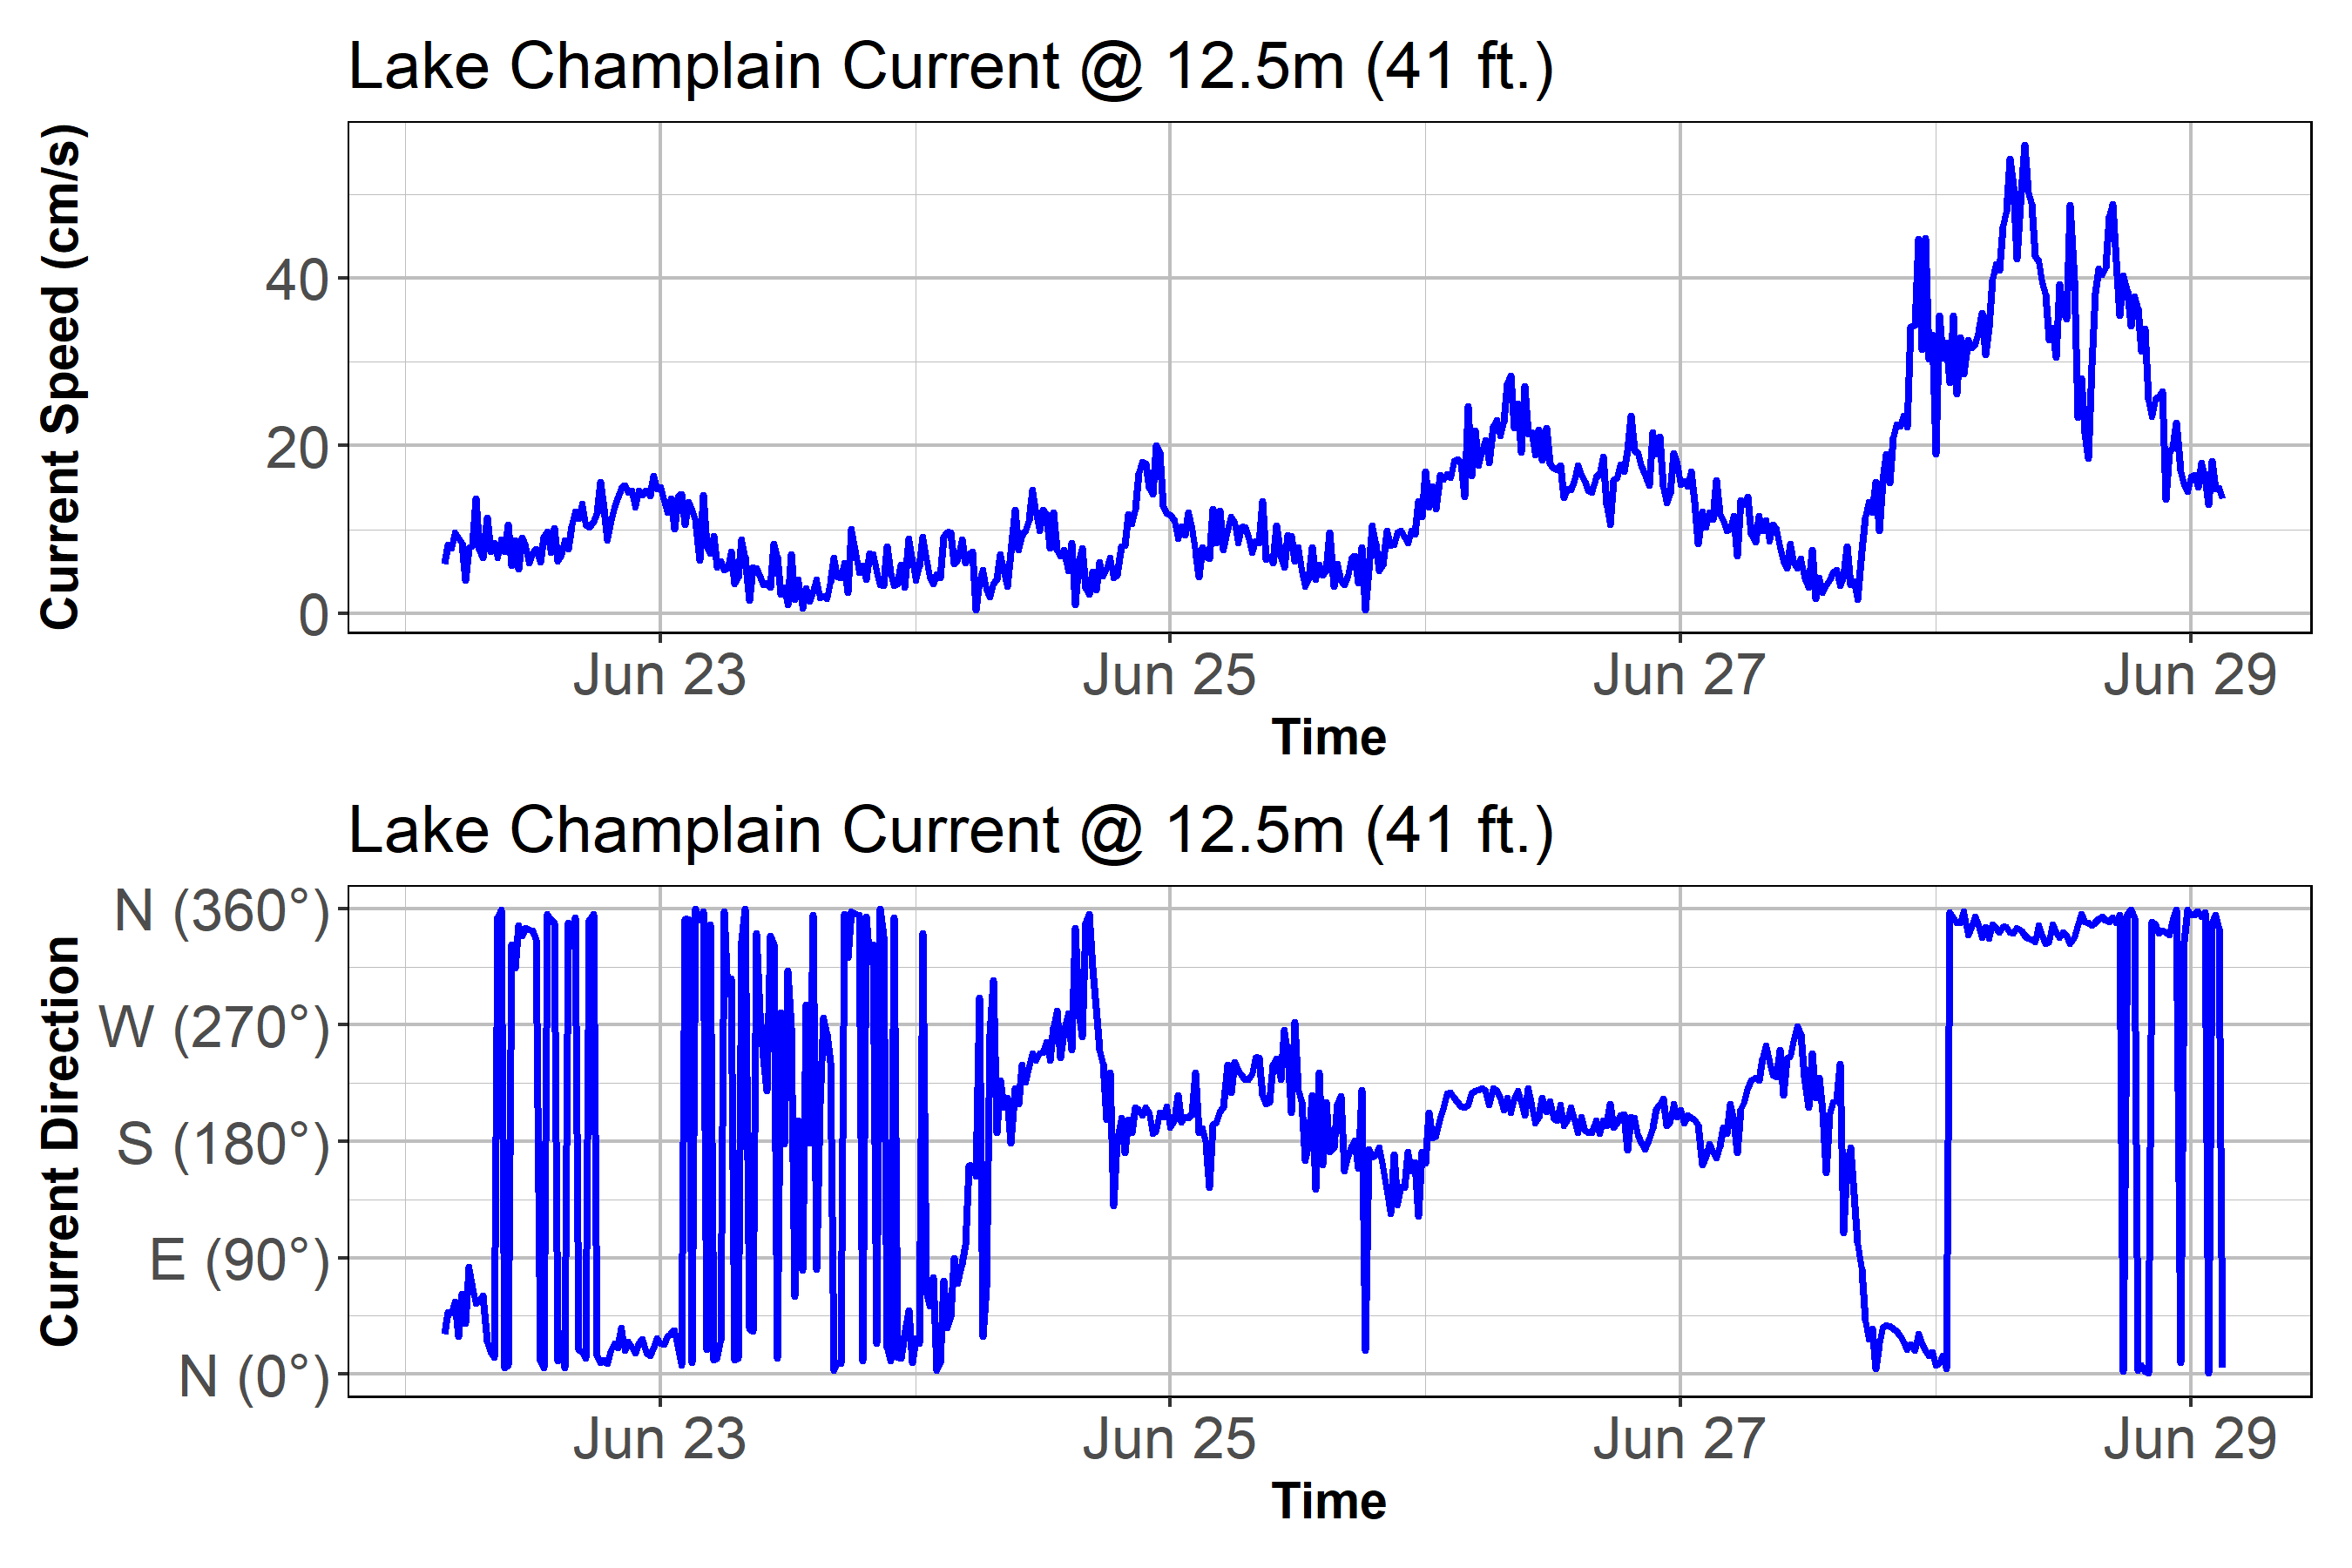 Lake Champlain Current @ 12.5m (41 ft.)
Current Speed (cm/s)
40
20
0
Jun 23 Jun 25 Jun 27 Jun 29
Time
Lake Champlain Current @ 12.5m (41 ft.)
Current Direction
N (360°)
W (270°)
S (180°)
E (90°)
N (0°)
Jun 23 Jun 25 Jun 27 Jun 29
Time